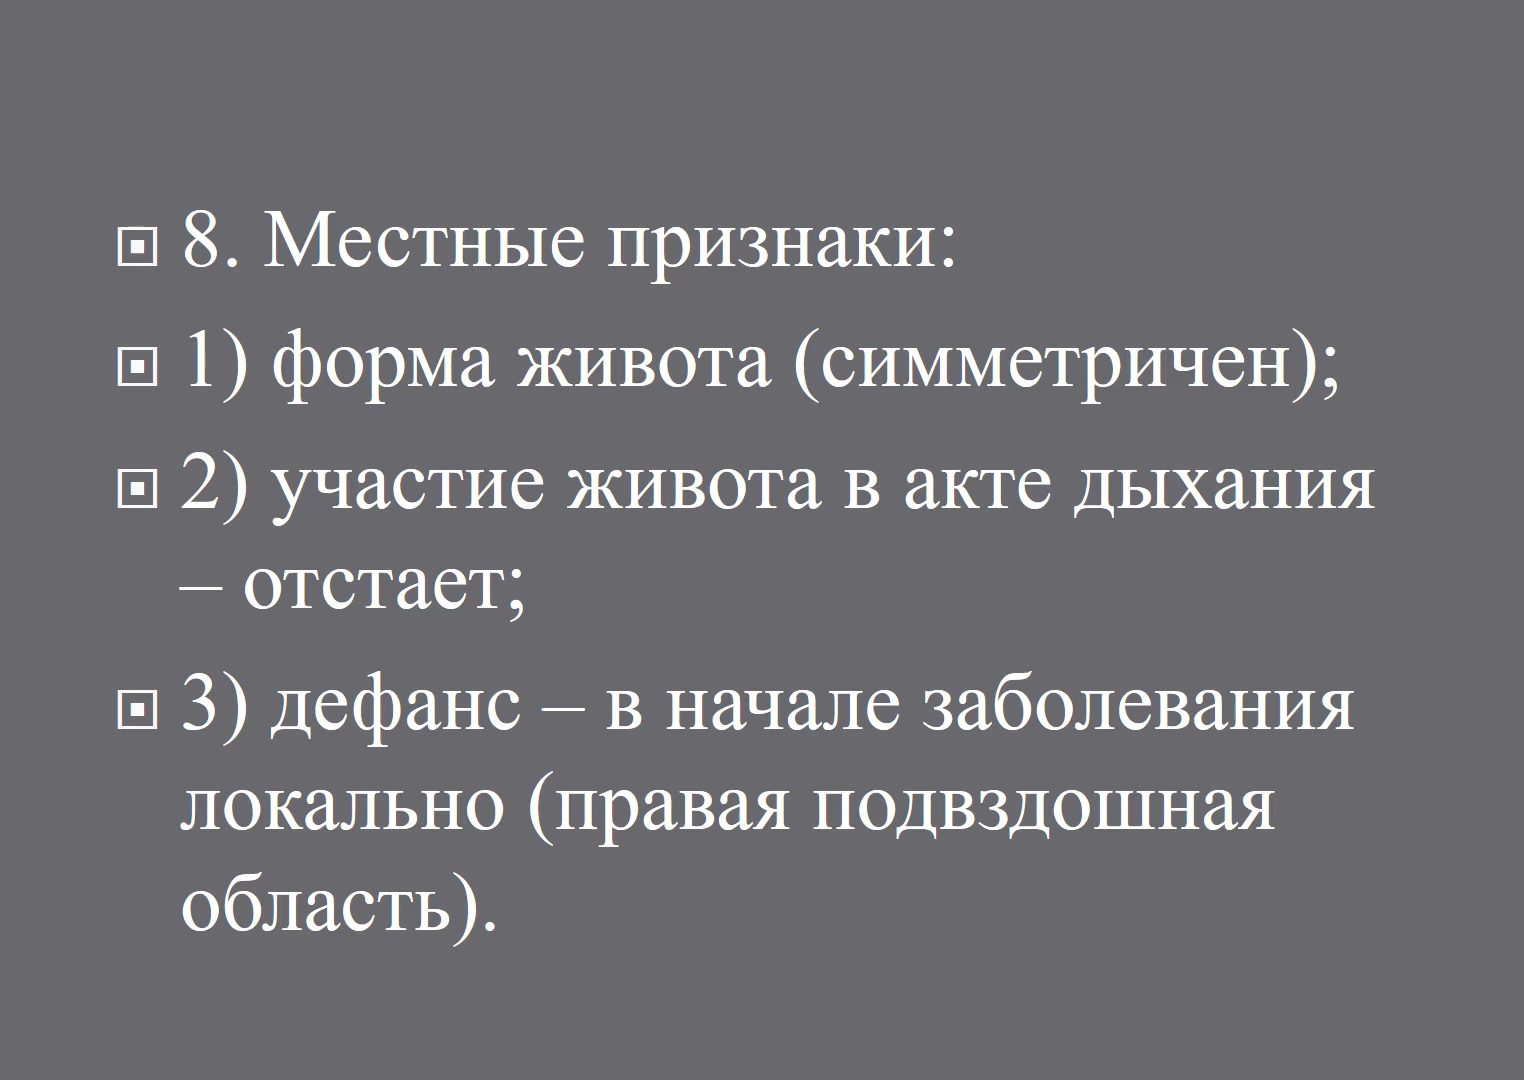 8. Местные признаки:
1) форма живота (симметричен);
2) участие живота в акте дыхания
– отстает;
3) дефанс – в начале заболевания
локально (правая подвздошная
область).